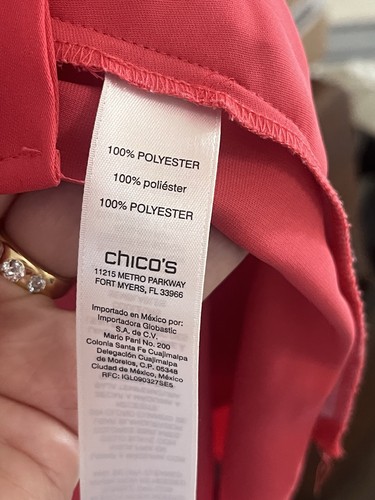 100% POLYESTER
100% poliéster
100% POLYESTER
chico's
11215 METRO PARKWAY
FORT MYERS, FL 33966
Importado en México por:
Importadora Globastic
S.A. de C.V.
Mario Pani No. 200
Colonia Santa Fe Cuajimalpa
Delegación Cuajimalpa
de Morelos, C.P. 05348
Ciudad de México, México
RFC: IGL090327SE5